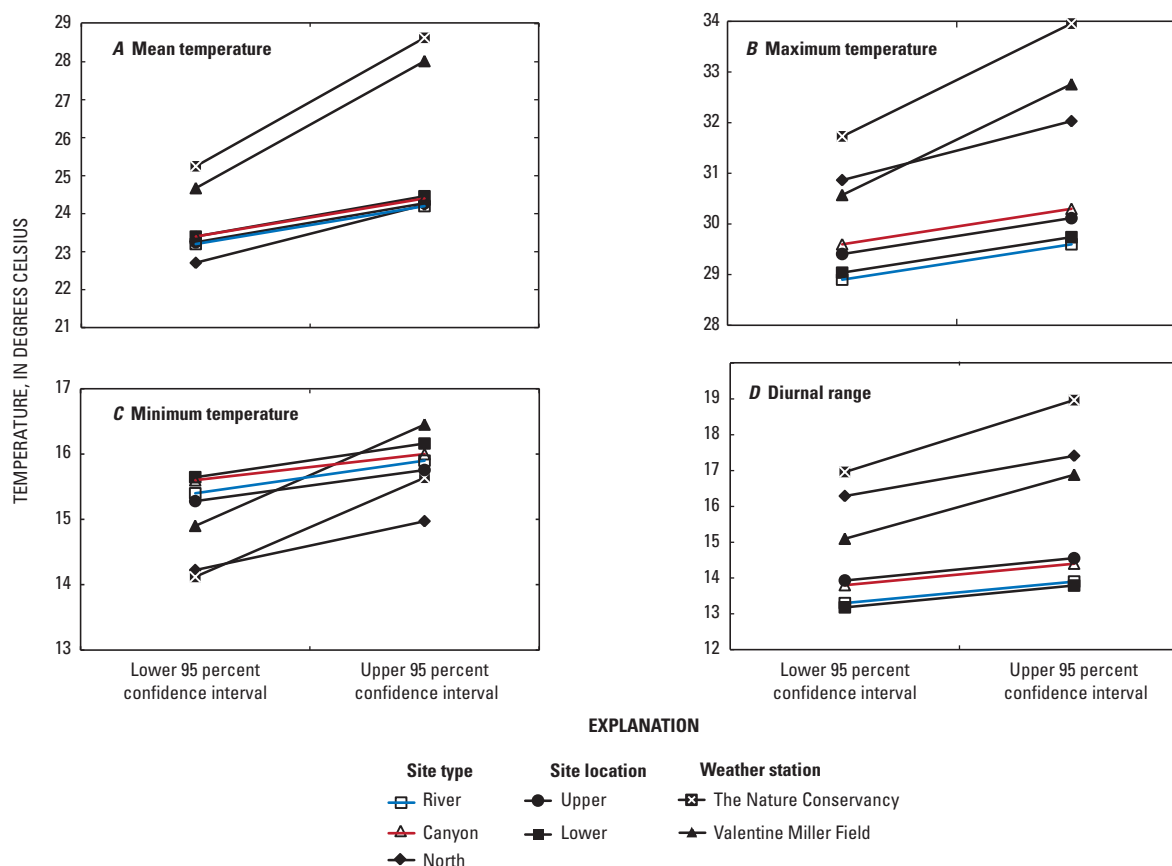 TEMPERATURE, IN DEGREES CELSIUS
A Mean temperature
29
28
27
26
25
24
23
22
21
B Maximum temperature
34
33
32
31
30
29
28
C Minimum temperature
17
16
15
14
13
Lower 95 percent
confidence interval
Upper 95 percent
confidence interval
D Diurnal range
19
18
17
16
15
14
13
12
Lower 95 percent
confidence interval
Upper 95 percent
confidence interval
EXPLANATION
Site type
River
Canyon
North
Site location
Upper
Lower
Weather station
The Nature Conservancy
Valentine Miller Field